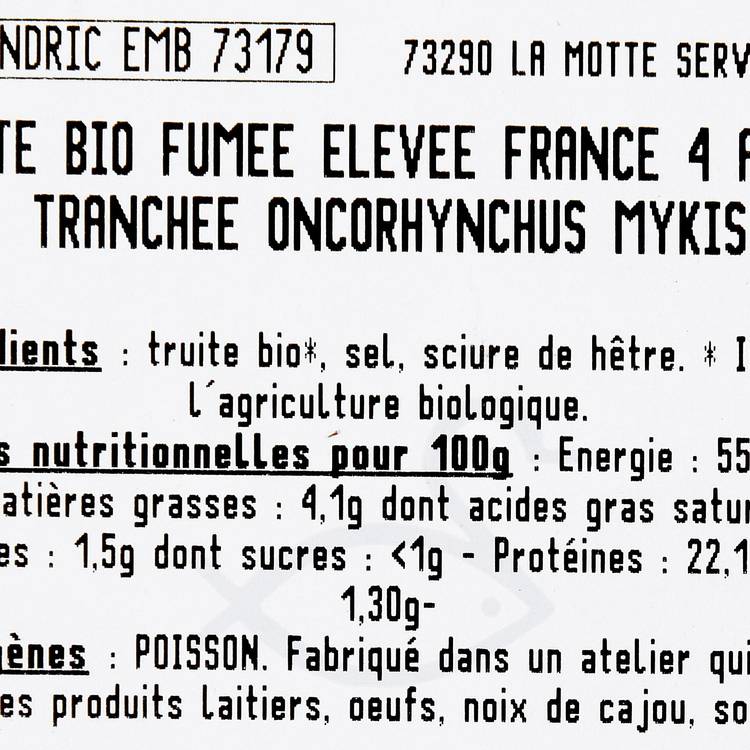 NDRIC EMB 73179
73290 LA MOTTE SERV
TE BIO FUMEE ELEVEE FRANCE 4
TRANCHEE ONCORHYNCHUS MYKIS
dients : truite bio*, sel, sciure de hêtre. * I
l´agriculture biologique.
s nutritionnelles pour 100g : Energie : 55
atières grasses : 4,1g dont acides gras satur
es : 1,5g dont sucres : <1g - Protéines : 22,1
1,30g-
gènes : POISSON. Fabriqué dans un atelier qui
es produits laitiers, oeufs, noix de cajou, so